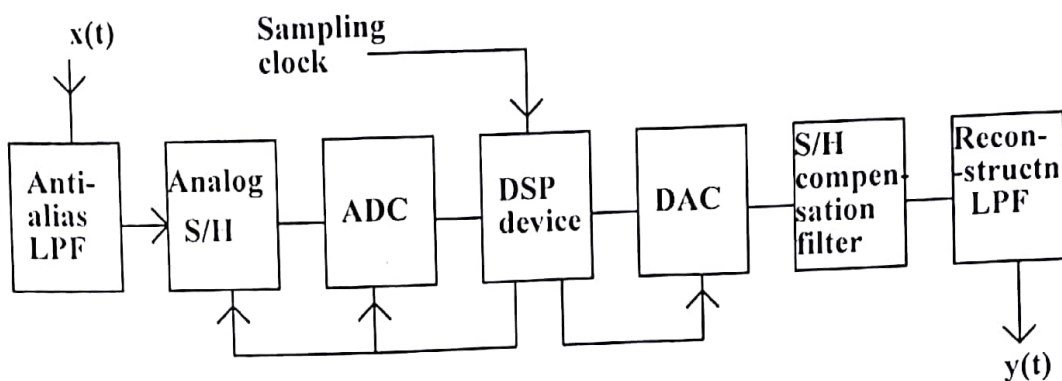 x(t)
Sampling
clock
Anti-
alias
LPF
Analog
S/H
ADC
DSP
device
DAC
S/H
compen-
sation
filter
Recon-
-structn
LPF
y(t)